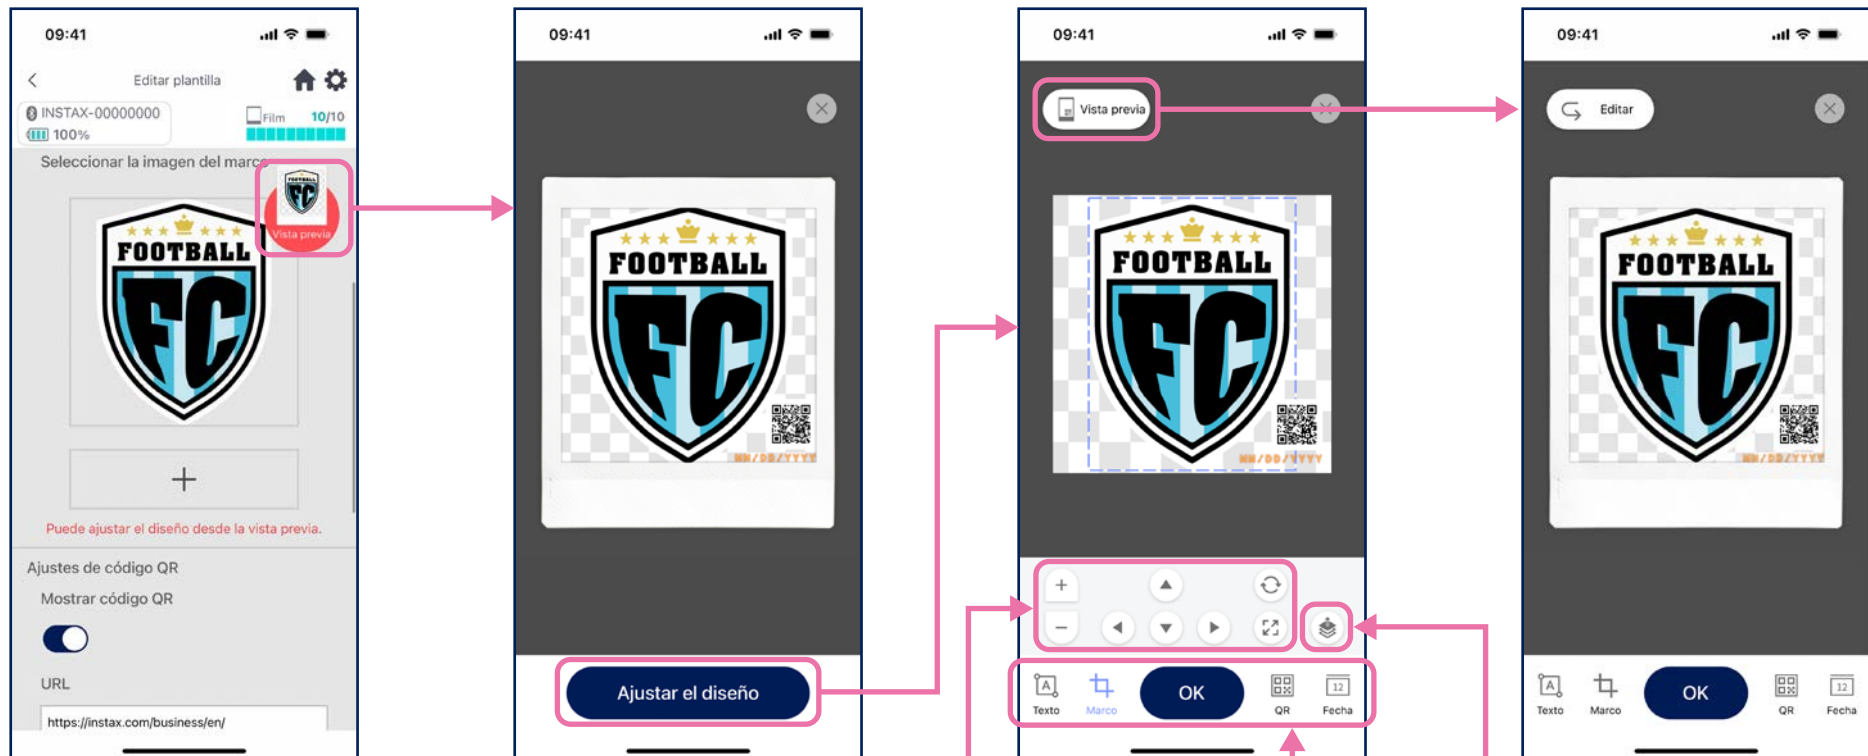 09:41
Editar plantilla
INSTAX-00000000
100%
Film 10/10
Seleccionar la imagen del marco
FOOTBALL
FC
Vista previa
FOOTBALL
FC
Puede ajustar el diseño desde la vista previa.
Ajustes de código QR
Mostrar código QR
URL
https://instax.com/business/en/
09:41
FOOTBALL
FC
MM/DD/YYYY
Ajustar el diseño
09:41
Vista previa
FOOTBALL
FC
MM/DD/YYYY
A
Texto
Marco
OK
QR
12
Fecha
09:41
Editar
FOOTBALL
FC
MM/DD/YYYY
A
Texto
Marco
OK
QR
12
Fecha